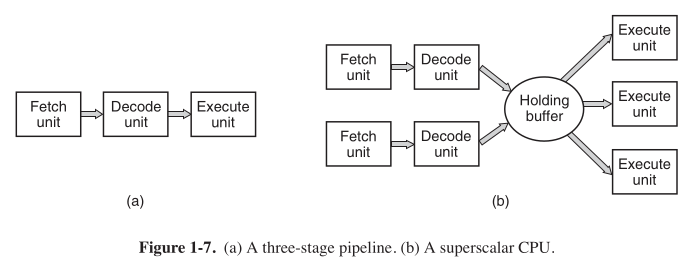 Fetch
unit
Decode
unit
Execute
unit
(a)
Fetch
unit
Decode
unit
Fetch
unit
Decode
unit
Holding
buffer
Execute
unit
Execute
unit
Execute
unit
(b)
Figure 1-7. (a) A three-stage pipeline. (b) A superscalar CPU.